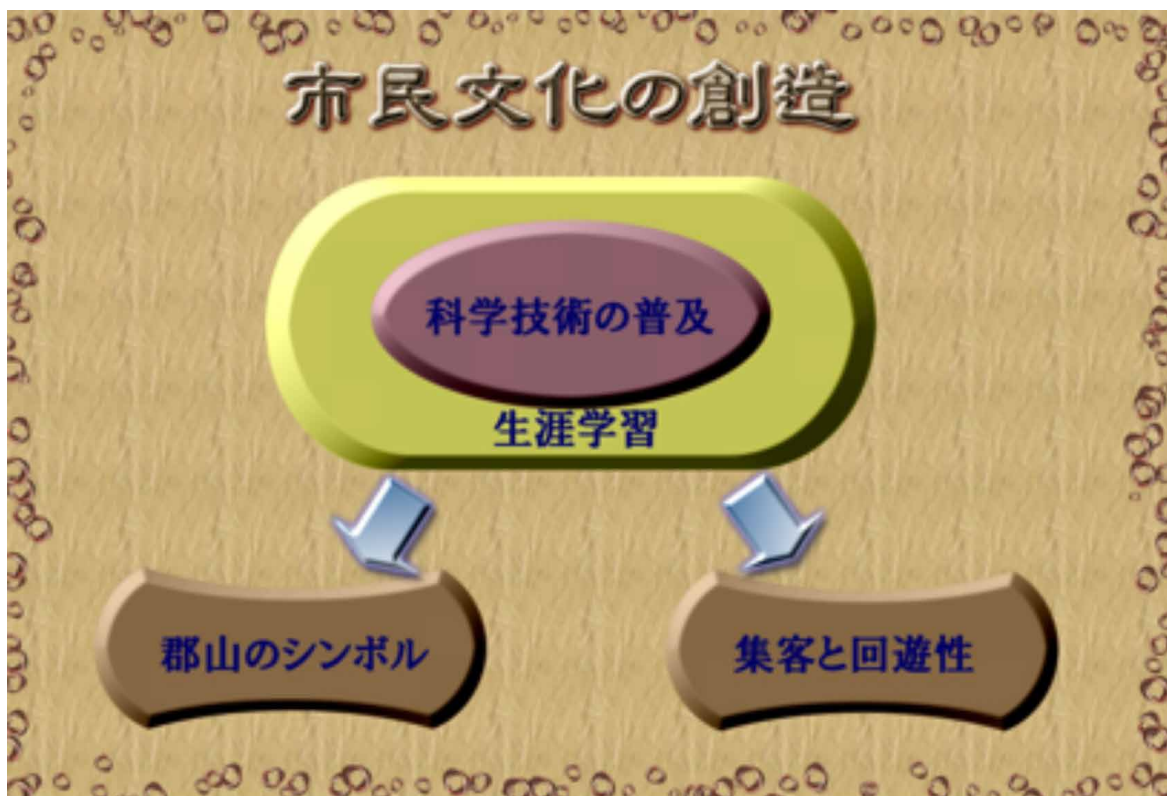 市民文化の創造
科学技術の普及
生涯学習
郡山のシンボル
集客と回遊性